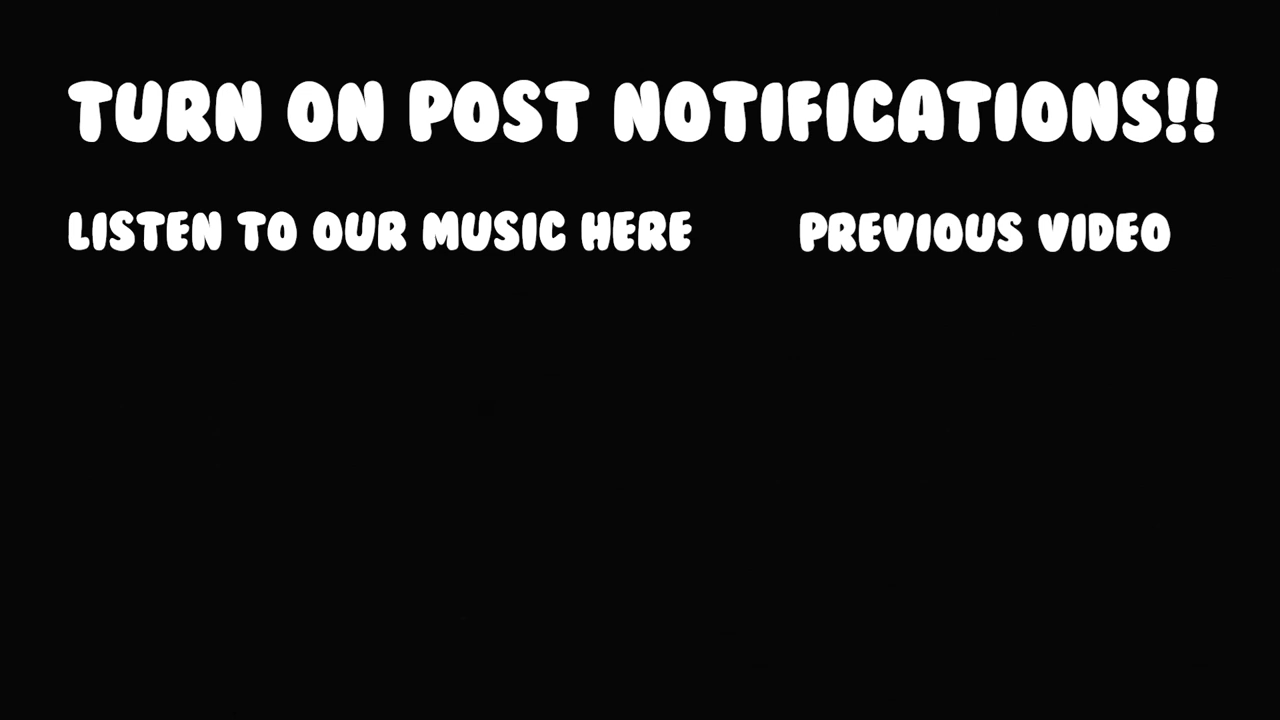 TURN ON POST NOTIFICATIONS!!
LISTEN TO OUR MUSIC HERE
PREVIOUS VIDEO